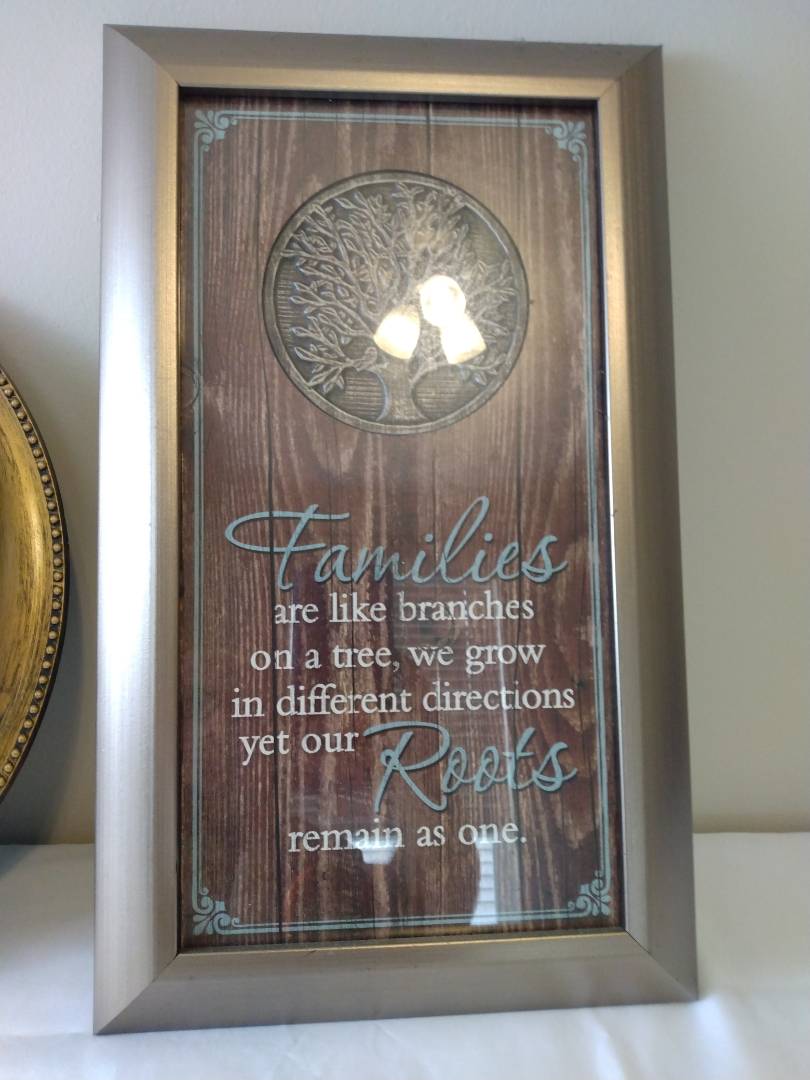 Families
are like branches
on a tree, we grow
in different directions
yet our Roots
remain as one.